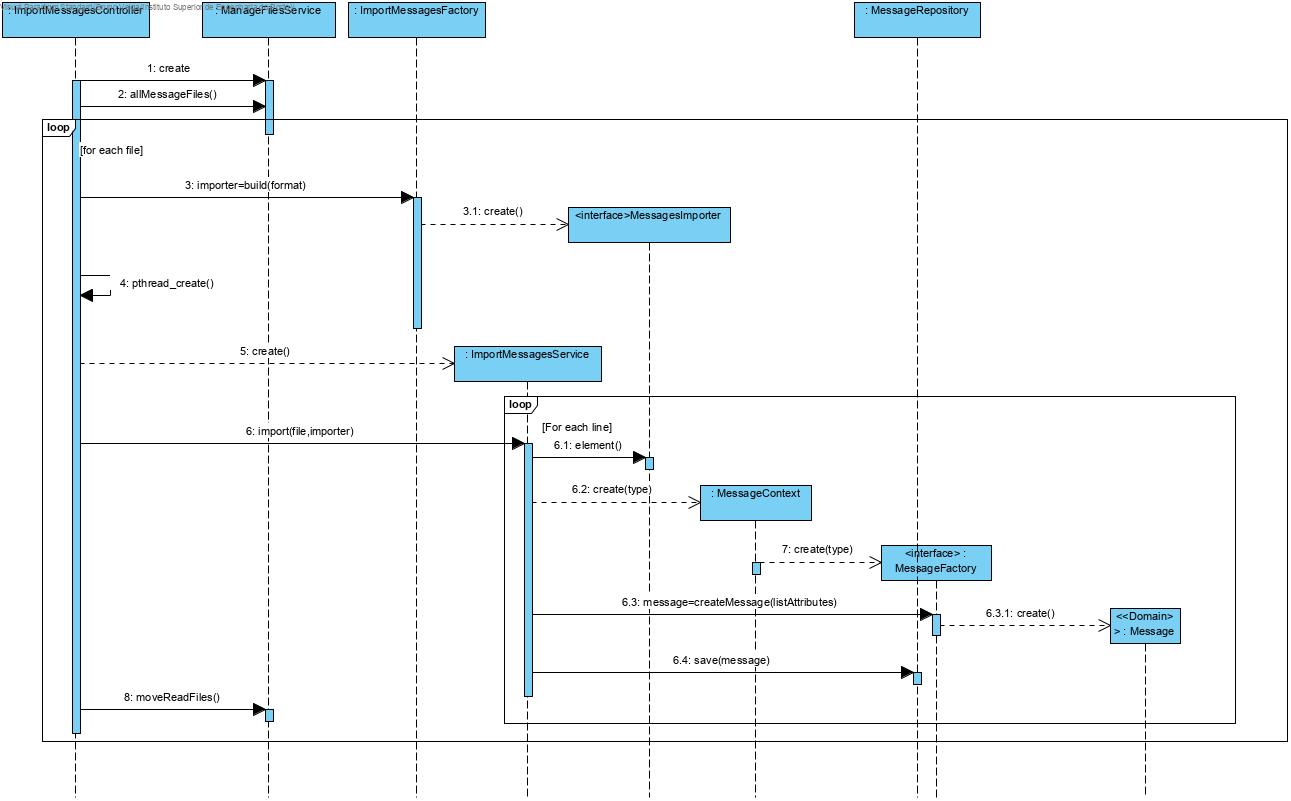 : ImportMessagesController
: ManageFilesService
: ImportMessagesFactory
: MessageRepository
1: create
2: allMessageFiles()
loop
[for each file]
3: importer=build(format)
3.1: create()
<interface>MessagesImporter
4: pthread_create()
5: create()
: ImportMessagesService
loop
[For each line]
6: import(file,importer)
6.1: element()
6.2: create(type)
: MessageContext
7: create(type)
<interface> :
MessageFactory
6.3: message=createMessage(listAttributes)
6.3.1: create()
<<Domain>
> : Message
6.4: save(message)
8: moveReadFiles()